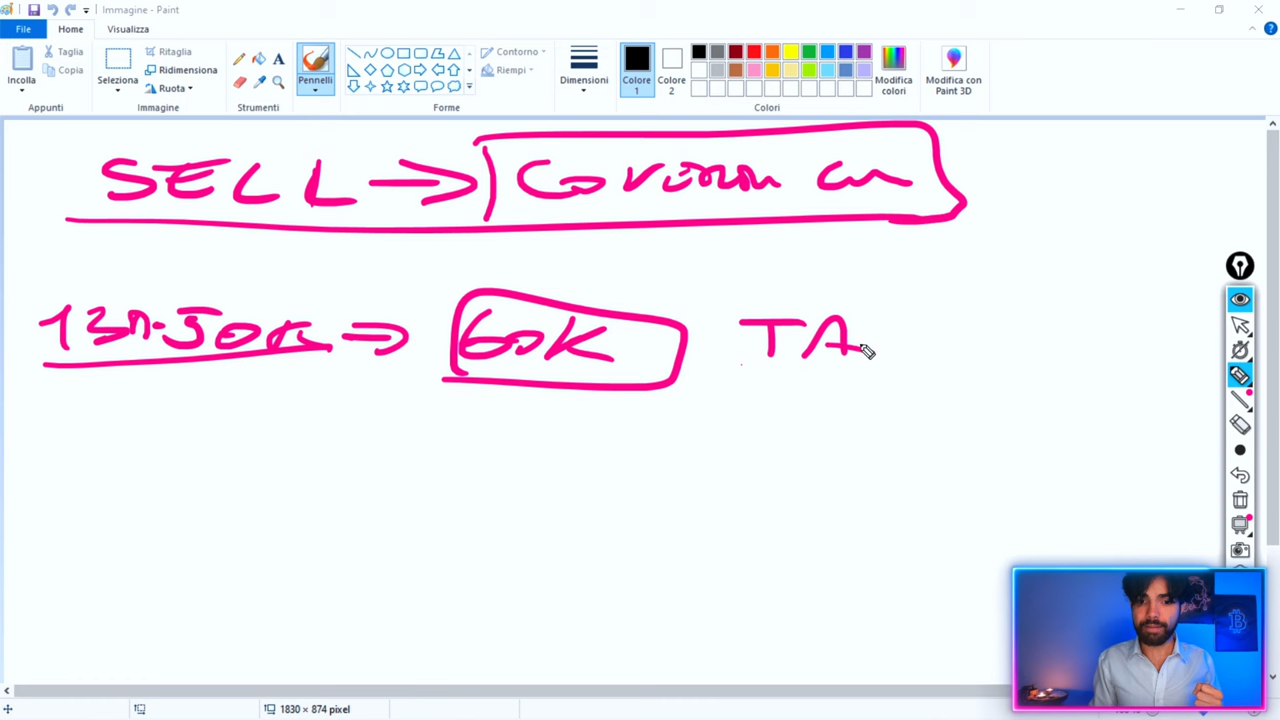 Immagine - Paint
File Home Visualizza
Incolla Taglia Copia Seleziona Ritaglia Ridimensiona Ruota Pennelli Contorno Riempi Dimensioni Colore 1 Colore 2 Modifica colori Modifica con Paint 3D
Appunti Immagine Strumenti Forme Colori
SELL →
⇒ 60K TA
1830 × 874 pixel